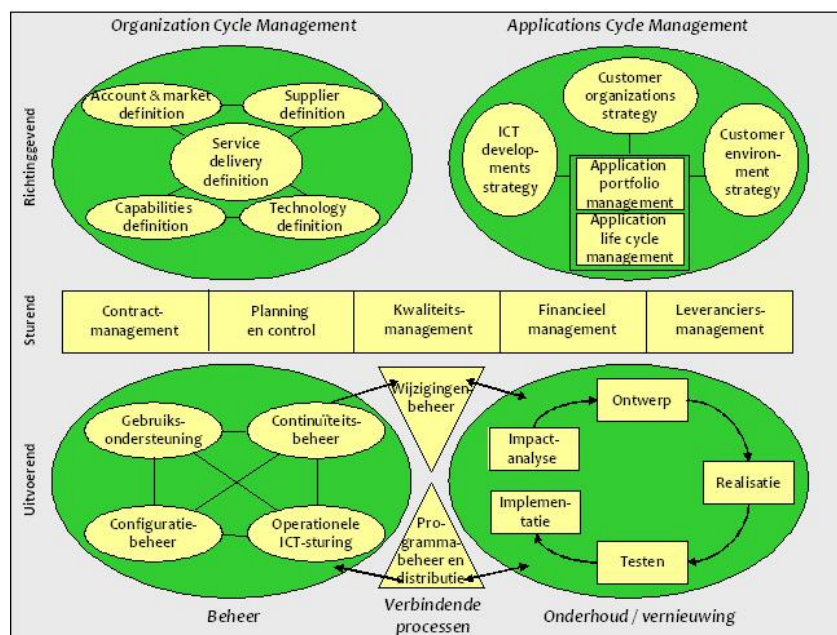 Organization Cycle Management
Applications Cycle Management
Richtinggevend
Account & market
definition
Supplier
definition
Service
delivery
definition
Capabilities
definition
Technology
definition
Customer
organizations
strategy
ICT
develop-
ments
strategy
Customer
environ-
ment
strategy
Application
portfolio
management
Application
life cycle
management
Sturend
Contract-
management
Planning
en control
Kwaliteits-
management
Financieel
management
Leveranciers-
management
Uitvoerend
Gebruiks-
ondersteuning
Continuïteits-
beheer
Configuratie-
beheer
Operationele
ICT-sturing
Wijzigingen-
beheer
Pro-
gramma-
beheer en
distributie
Impact-
analyse
Ontwerp
Realisatie
Testen
Implemen-
tatie
Beheer
Verbindende
processen
Onderhoud / vernieuwing